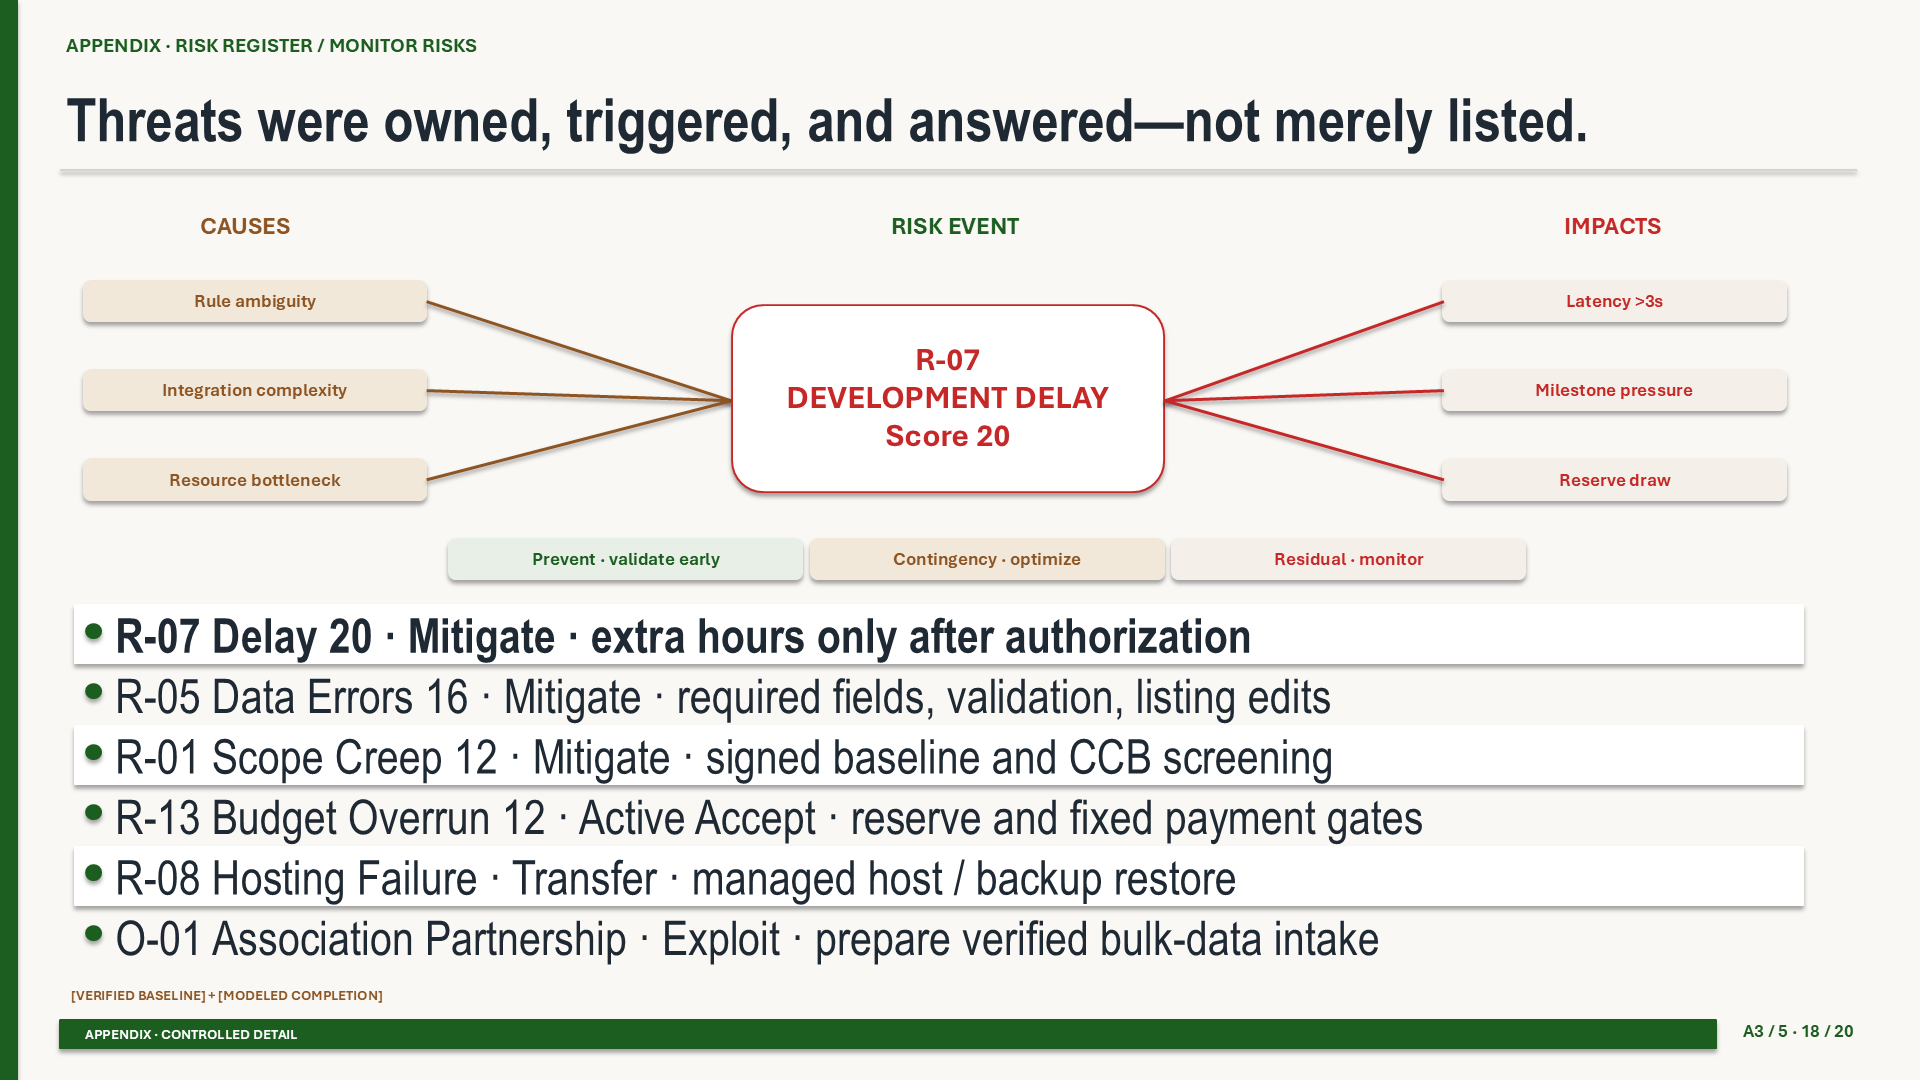 APPENDIX · RISK REGISTER / MONITOR RISKS
Threats were owned, triggered, and answered—not merely listed.
CAUSES
RISK EVENT
IMPACTS
Rule ambiguity
Integration complexity
Resource bottleneck
R-07
DEVELOPMENT DELAY
Score 20
Latency >3s
Milestone pressure
Reserve draw
Prevent · validate early
Contingency · optimize
Residual · monitor
R-07 Delay 20 · Mitigate · extra hours only after authorization
R-05 Data Errors 16 · Mitigate · required fields, validation, listing edits
R-01 Scope Creep 12 · Mitigate · signed baseline and CCB screening
R-13 Budget Overrun 12 · Active Accept · reserve and fixed payment gates
R-08 Hosting Failure · Transfer · managed host / backup restore
O-01 Association Partnership · Exploit · prepare verified bulk-data intake
[VERIFIED BASELINE] + [MODELED COMPLETION]
APPENDIX · CONTROLLED DETAIL
A3 / 5 · 18 / 20